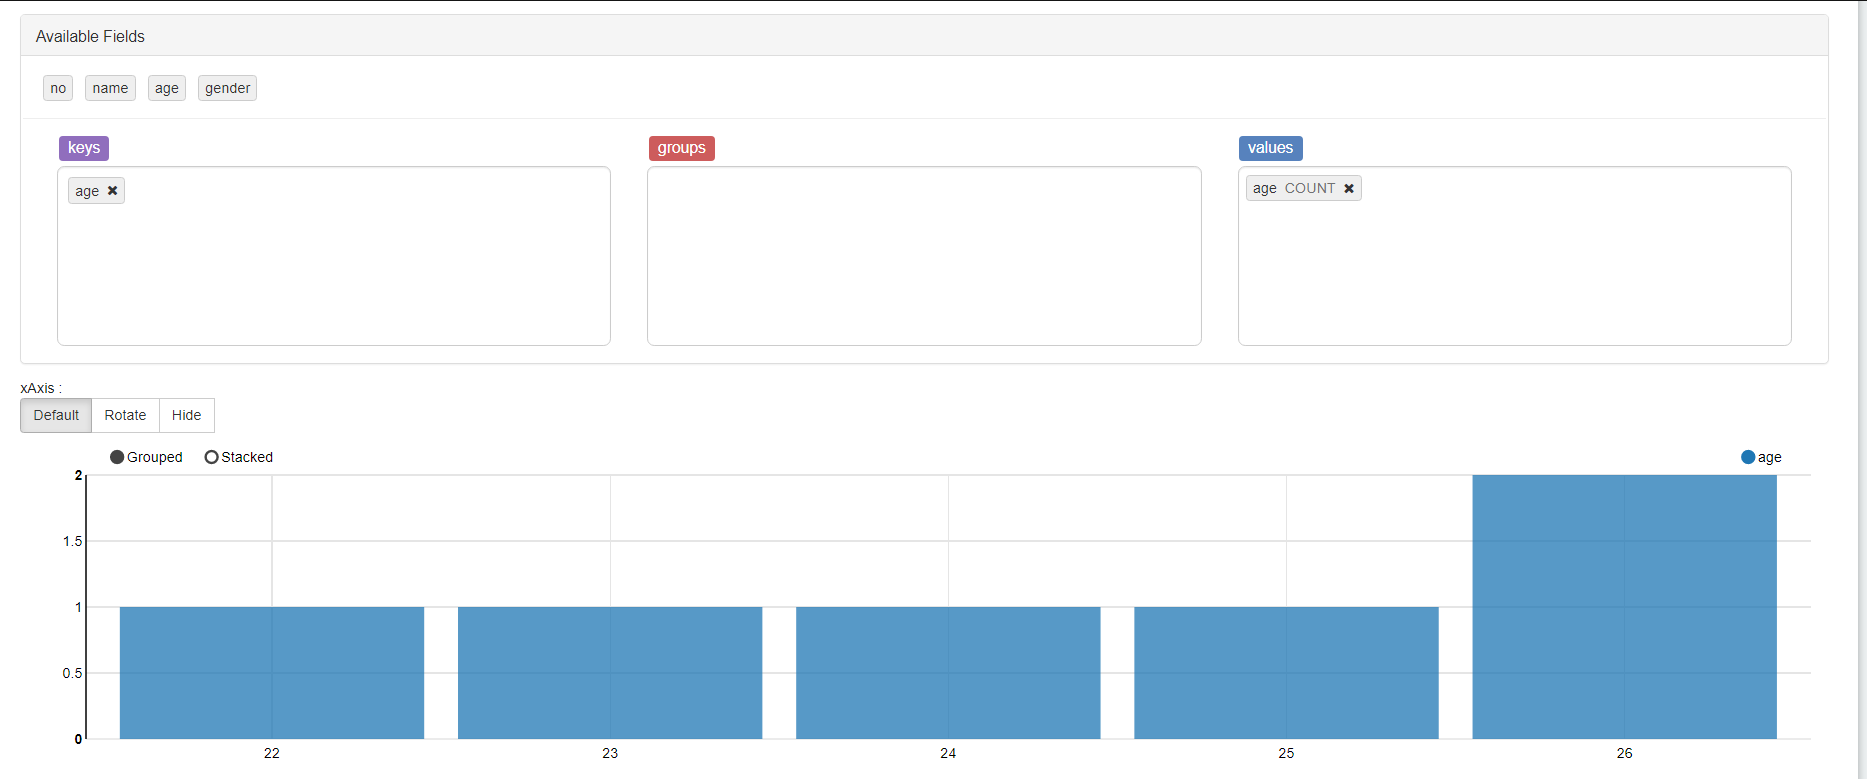 Available Fields
no name age gender
keys groups values
age ✖ age COUNT ✖
xAxis :
Default Rotate Hide
Grouped Stacked age
2
1.5
1
0.5
0
22 23 24 25 26